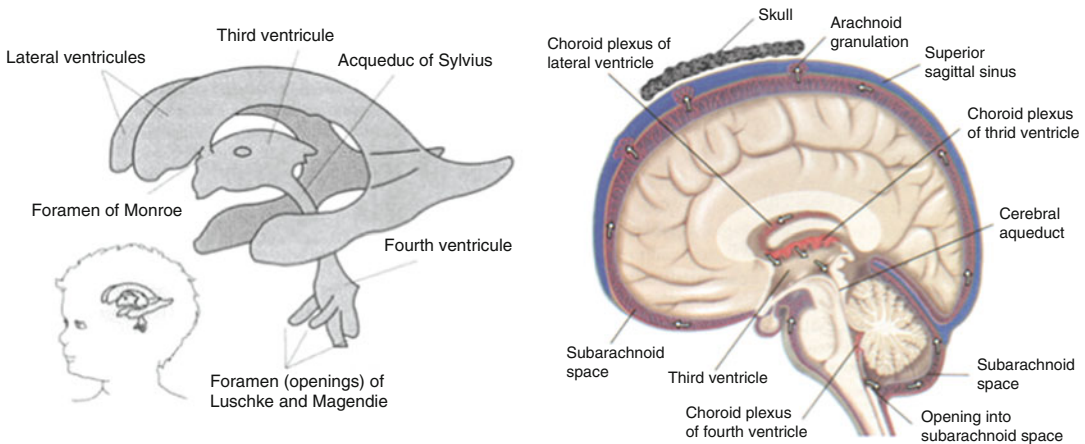 Third ventricule
Lateral ventricules
Acqueduc of Sylvius
Foramen of Monroe
Fourth ventricule
Foramen (openings) of
Luschke and Magendie
Skull
Choroid plexus of
lateral ventricle
Arachnoid
granulation
Superior
sagittal sinus
Choroid plexus
of thrid ventricle
Cerebral
aqueduct
Subarachnoid
space
Third ventricle
Choroid plexus
of fourth ventricle
Subarachnoid
space
Opening into
subarachnoid space